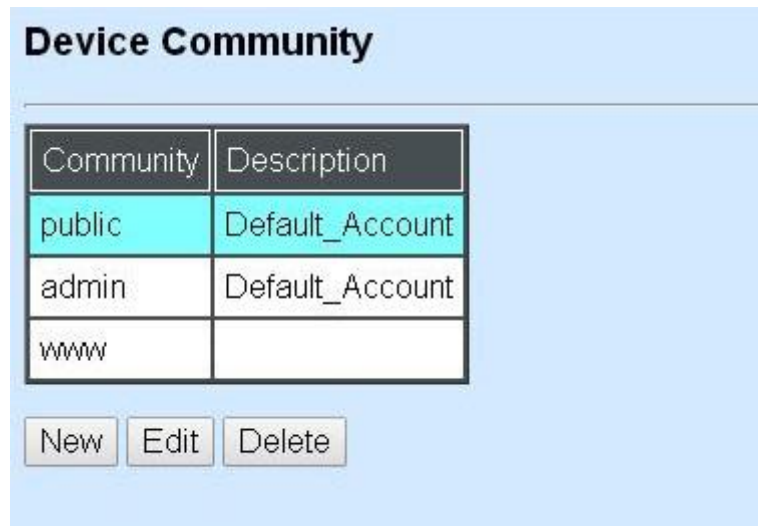 Device Community
Community Description
public Default_Account
admin Default_Account
www
New Edit Delete